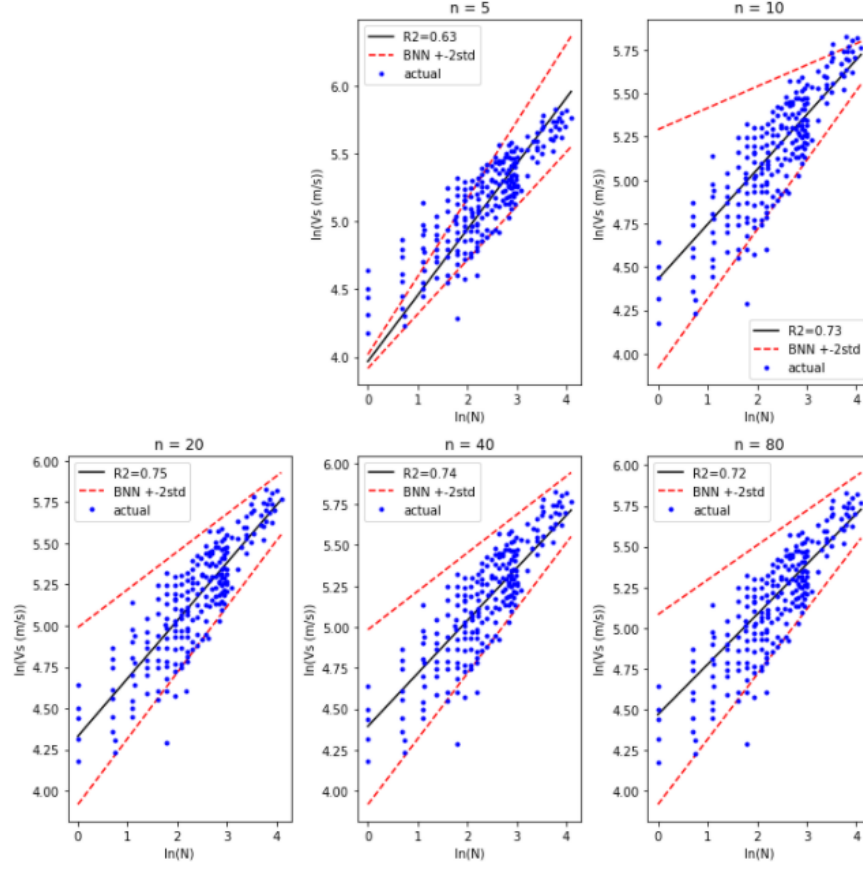 n = 5
R2=0.63
BNN +-2std
actual
ln(Vs (m/s))
6.0
5.5
5.0
4.5
4.0
0 1 2 3 4
ln(N)
n = 10
ln(Vs (m/s))
5.75
5.50
5.25
5.00
4.75
4.50
4.25
4.00
R2=0.73
BNN +-2std
actual
0 1 2 3 4
ln(N)
n = 20
R2=0.75
BNN +-2std
actual
ln(Vs (m/s))
6.00
5.75
5.50
5.25
5.00
4.75
4.50
4.25
4.00
0 1 2 3 4
ln(N)
n = 40
R2=0.74
BNN +-2std
actual
ln(Vs (m/s))
6.00
5.75
5.50
5.25
5.00
4.75
4.50
4.25
4.00
0 1 2 3 4
ln(N)
n = 80
R2=0.72
BNN +-2std
actual
ln(Vs (m/s))
6.00
5.75
5.50
5.25
5.00
4.75
4.50
4.25
4.00
0 1 2 3 4
ln(N)